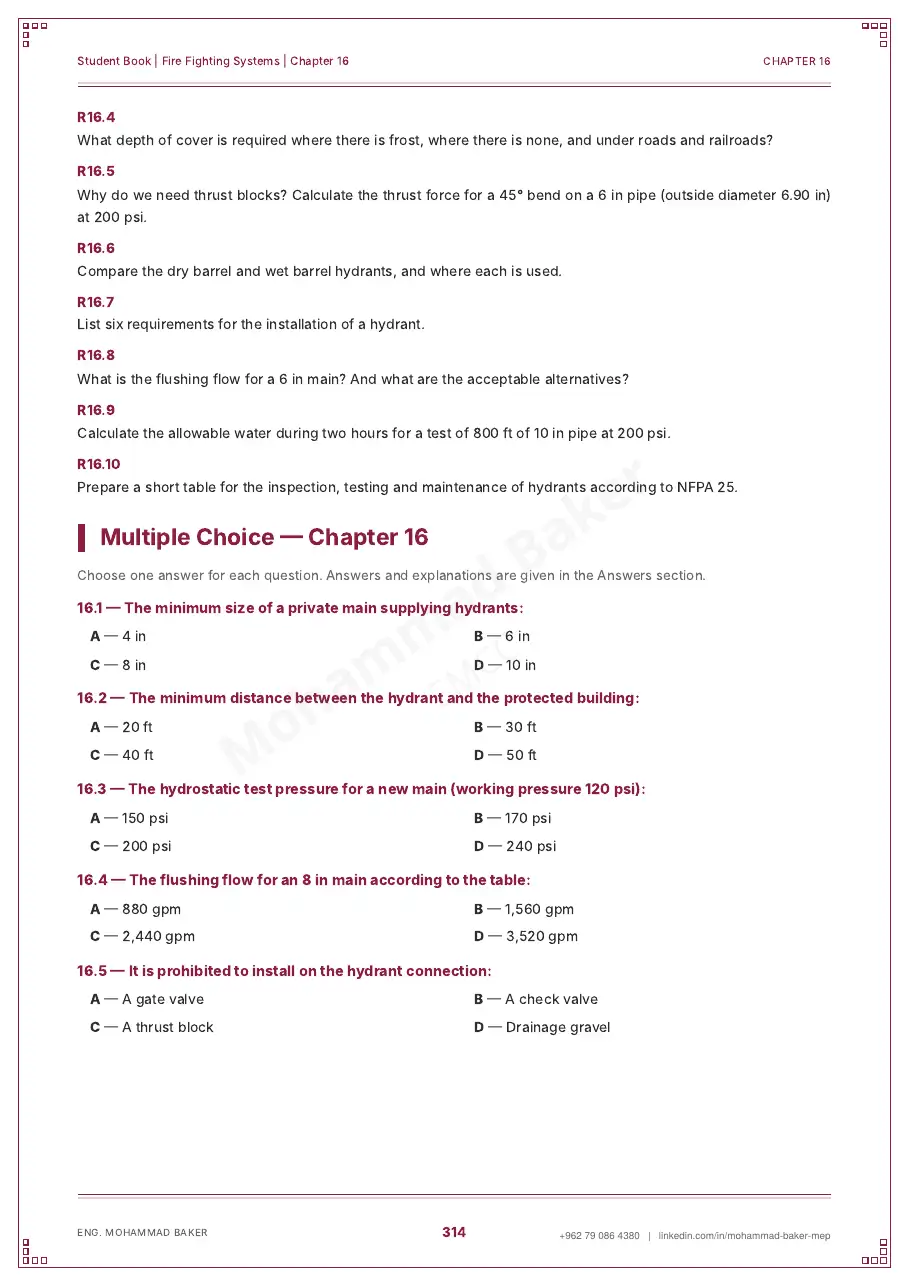 Student Book | Fire Fighting Systems | Chapter 16
CHAPTER 16
R16.4
What depth of cover is required where there is frost, where there is none, and under roads and railroads?
R16.5
Why do we need thrust blocks? Calculate the thrust force for a 45° bend on a 6 in pipe (outside diameter 6.90 in)
at 200 psi.
R16.6
Compare the dry barrel and wet barrel hydrants, and where each is used.
R16.7
List six requirements for the installation of a hydrant.
R16.8
What is the flushing flow for a 6 in main? And what are the acceptable alternatives?
R16.9
Calculate the allowable water during two hours for a test of 800 ft of 10 in pipe at 200 psi.
R16.10
Prepare a short table for the inspection, testing and maintenance of hydrants according to NFPA 25.
Multiple Choice — Chapter 16
Choose one answer for each question. Answers and explanations are given in the Answers section.
16.1 — The minimum size of a private main supplying hydrants:
A — 4 in
B — 6 in
C — 8 in
D — 10 in
16.2 — The minimum distance between the hydrant and the protected building:
A — 20 ft
B — 30 ft
C — 40 ft
D — 50 ft
16.3 — The hydrostatic test pressure for a new main (working pressure 120 psi):
A — 150 psi
B — 170 psi
C — 200 psi
D — 240 psi
16.4 — The flushing flow for an 8 in main according to the table:
A — 880 gpm
B — 1,560 gpm
C — 2,440 gpm
D — 3,520 gpm
16.5 — It is prohibited to install on the hydrant connection:
A — A gate valve
B — A check valve
C — A thrust block
D — Drainage gravel
Mohammad Baker
ENG. MOHAMMAD BAKER
314
+962 79 086 4380 | linkedin.com/in/mohammad-baker-mep